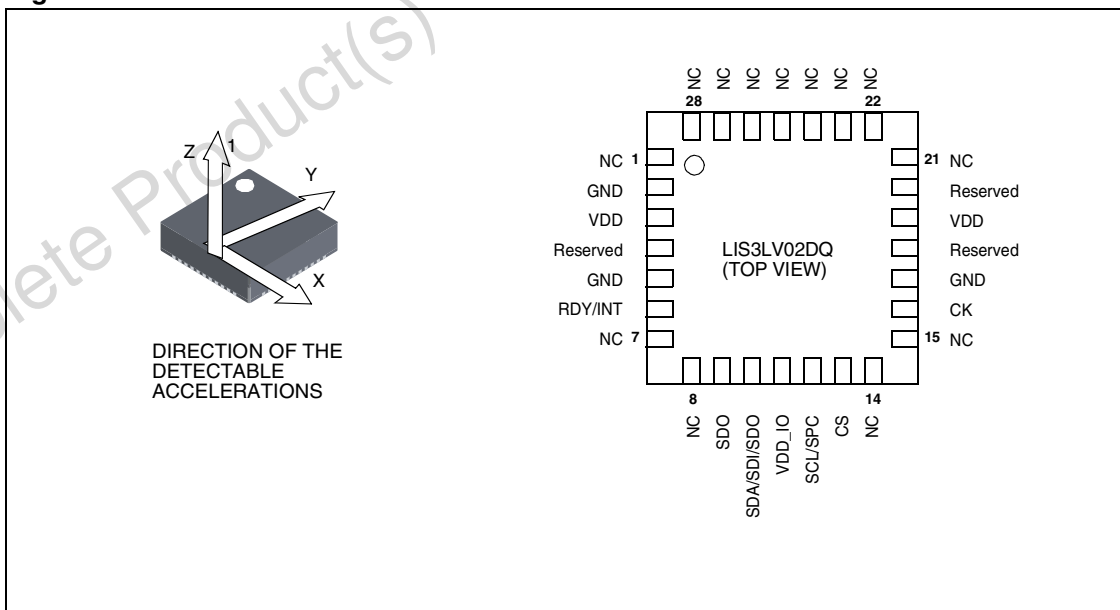 lete Product(s)
Z
1
Y
X
DIRECTION OF THE
DETECTABLE
ACCELERATIONS
NC NC NC NC NC NC NC
28 22
NC 1
GND
VDD
Reserved
GND
RDY/INT
NC 7
LIS3LV02DQ
(TOP VIEW)
21 NC
Reserved
VDD
Reserved
GND
CK
15 NC
8 14
NC SDO SDA/SDI/SDO VDD_IO SCL/SPC CS NC